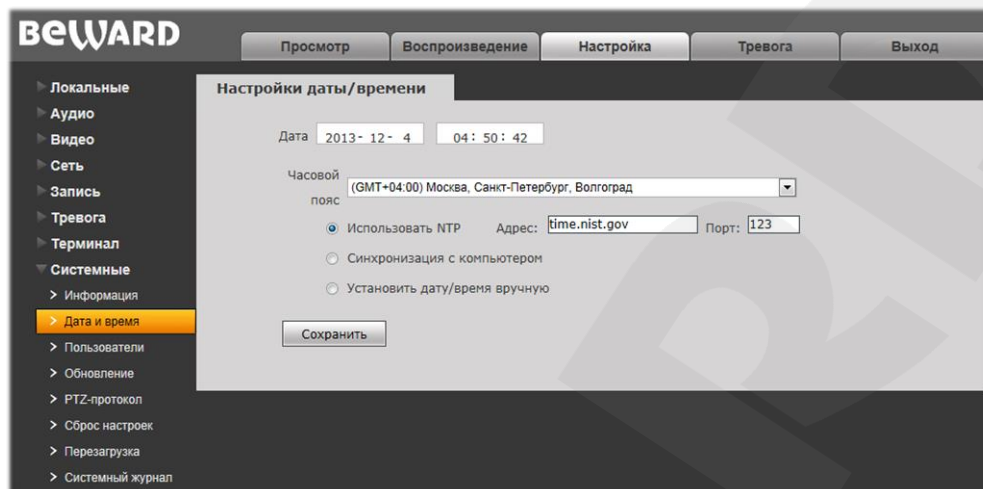 BEWARD
Просмотр Воспроизведение Настройка Тревога Выход
Локальные
Аудио
Видео
Сеть
Запись
Тревога
Терминал
Системные
Информация
Дата и время
Пользователи
Обновление
PTZ-протокол
Сброс настроек
Перезагрузка
Системный журнал
Настройки даты/времени
Дата 2013- 12- 4 04: 50: 42
Часовой
пояс (GMT+04:00) Москва, Санкт-Петербург, Волгоград
Использовать NTP Адрес: time.nist.gov Порт: 123
Синхронизация с компьютером
Установить дату/время вручную
Сохранить